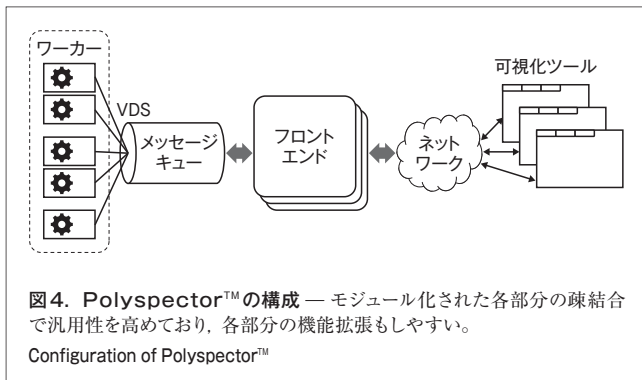 ワーカー
VDS
メッセージ
キュー
フロント
エンド
ネット
ワーク
可視化ツール
図4. Polyspector™の構成 — モジュール化された各部分の疎結合
で汎用性を高めており，各部分の機能拡張もしやすい。
Configuration of Polyspector™